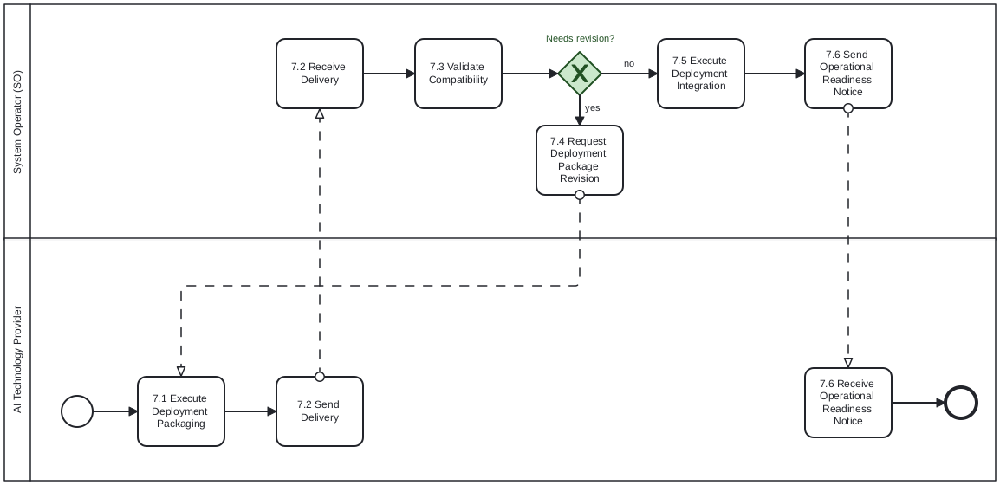 System Operator (SO)
7.2 Receive
Delivery
7.3 Validate
Compatibility
Needs revision?
X
no
yes
7.4 Request
Deployment
Package
Revision
7.5 Execute
Deployment
Integration
7.6 Send
Operational
Readiness
Notice
AI Technology Provider
7.1 Execute
Deployment
Packaging
7.2 Send
Delivery
7.6 Receive
Operational
Readiness
Notice